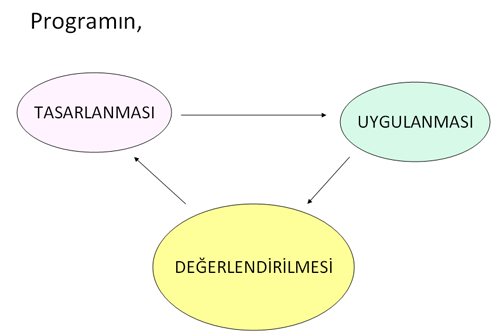 Programın,
TASARLANMASI
UYGULANMASI
DEĞERLENDİRİLMESİ